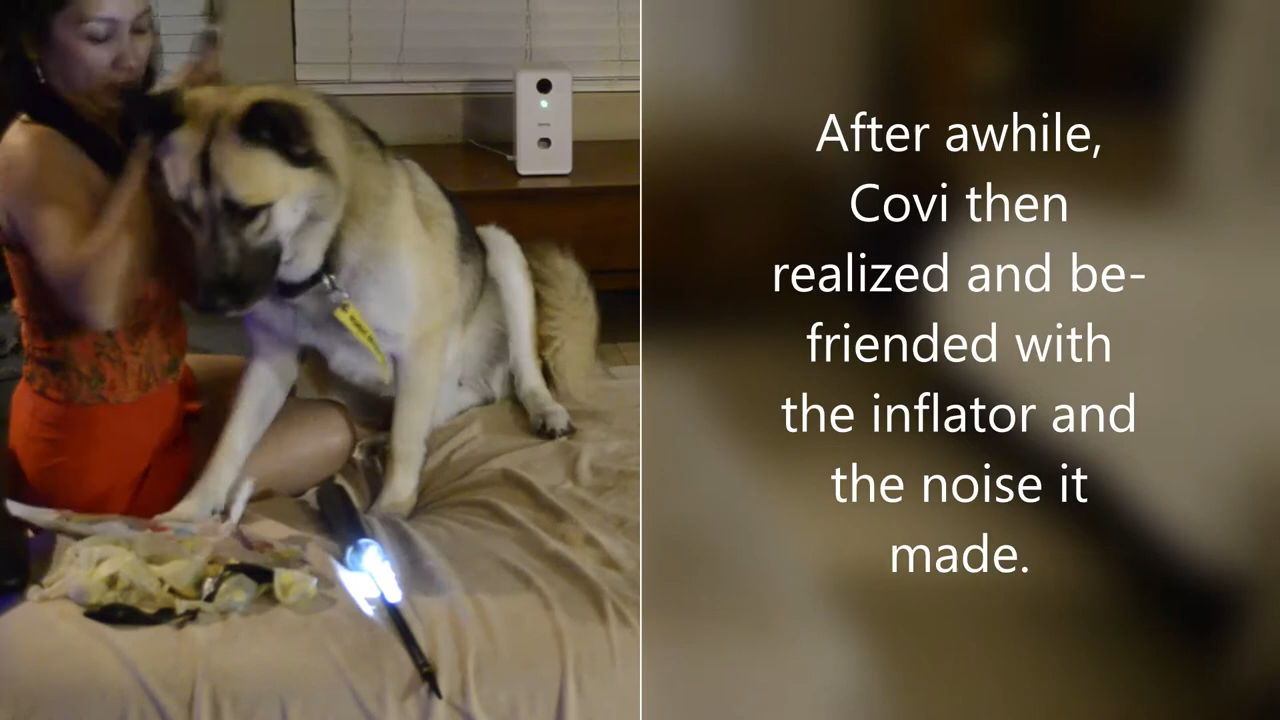 After awhile,
Covi then
realized and be-
friended with
the inflator and
the noise it
made.